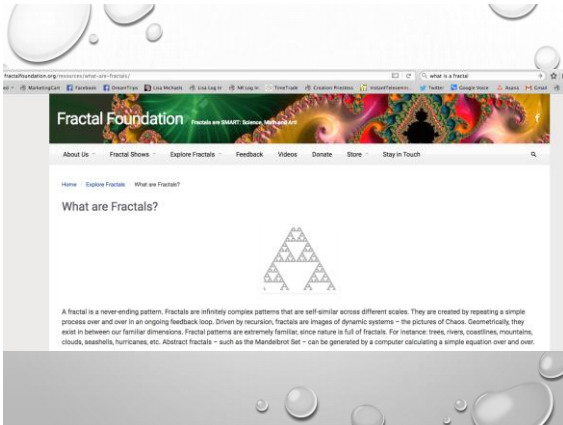 fractalfoundation.org/resources/what-are-fractals/ what is a fractal
MarketingCart Facebook DreamTrips Lisa Michaels Lisa Log In NR Log In TimeTrade Creation Process InstantTelesemin... Twitter Google Voice Asana Gmail
Fractal Foundation Fractals are SMART: Science, Math and Art!
About Us Fractal Shows Explore Fractals Feedback Videos Donate Store Stay in Touch
Home Explore Fractals What are Fractals?
What are Fractals?
A fractal is a never-ending pattern. Fractals are infinitely complex patterns that are self-similar across different scales. They are created by repeating a simple
process over and over in an ongoing feedback loop. Driven by recursion, fractals are images of dynamic systems – the pictures of Chaos. Geometrically, they
exist in between our familiar dimensions. Fractal patterns are extremely familiar, since nature is full of fractals. For instance: trees, rivers, coastlines, mountains,
clouds, seashells, hurricanes, etc. Abstract fractals – such as the Mandelbrot Set – can be generated by a computer calculating a simple equation over and over.